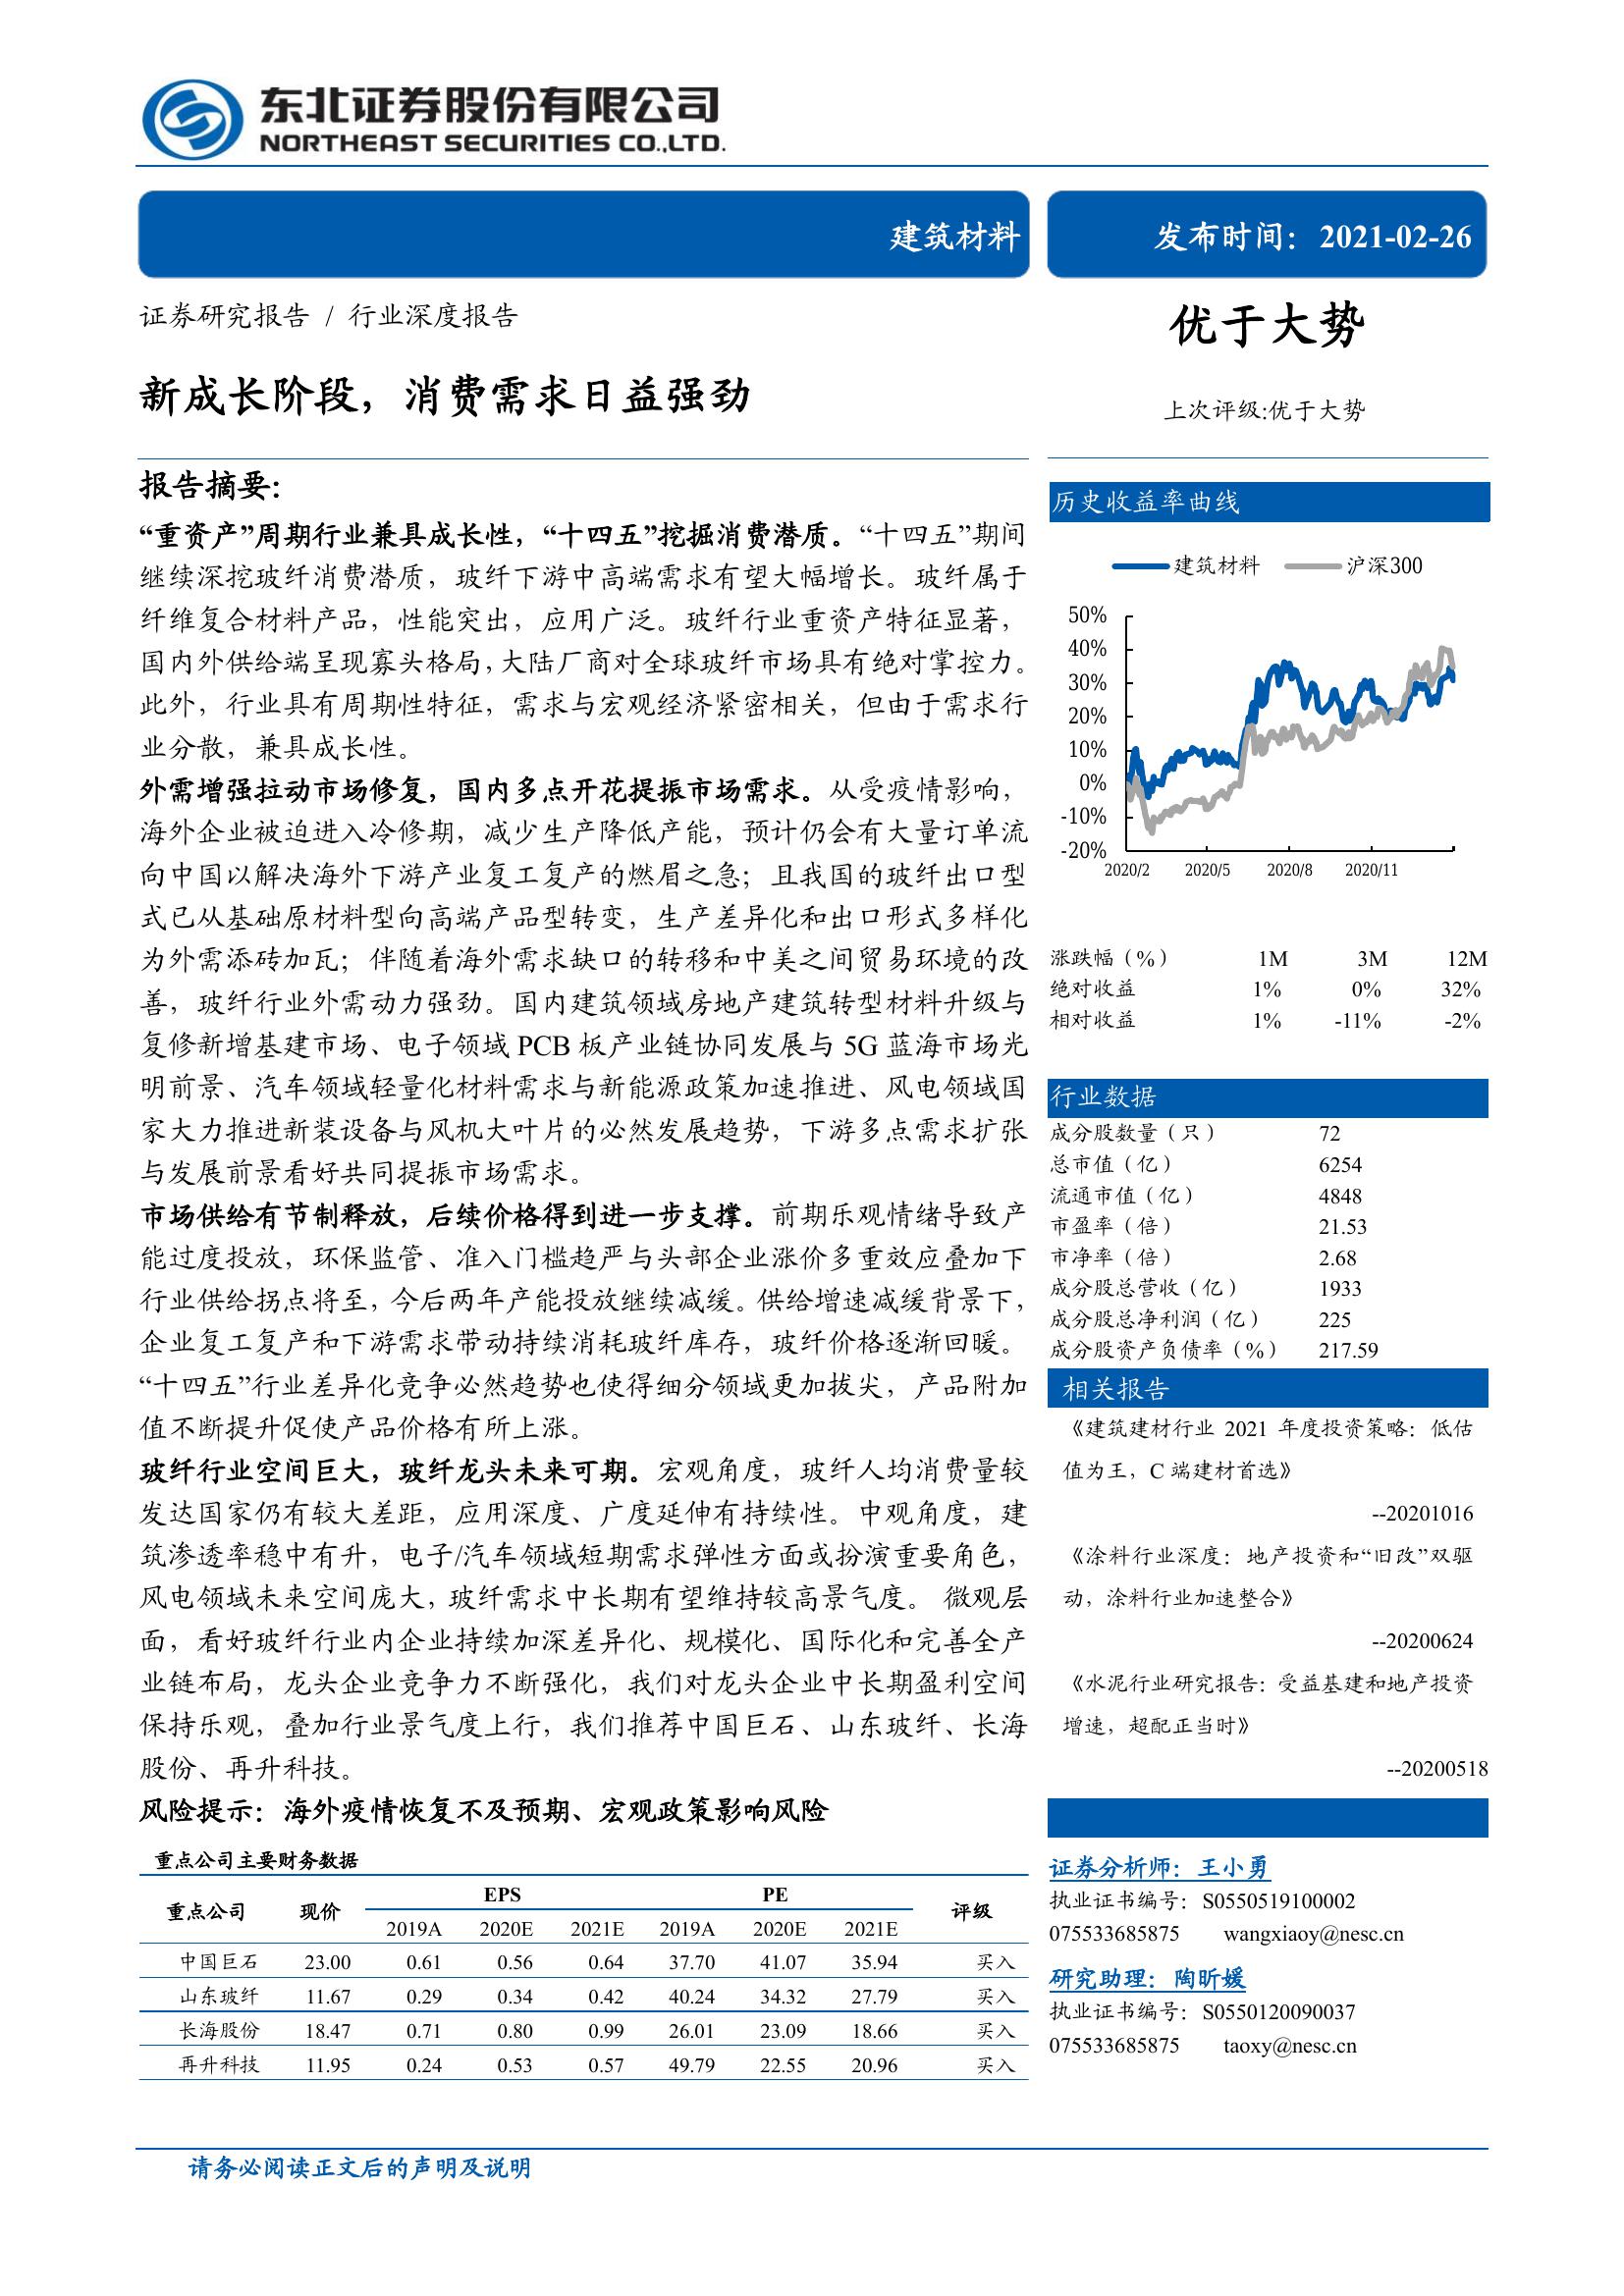 东北证券股份有限公司
NORTHEAST SECURITIES CO.,LTD.
建筑材料
发布时间：2021-02-26
证券研究报告 / 行业深度报告
新成长阶段，消费需求日益强劲
优于大势
上次评级:优于大势
报告摘要：
“重资产”周期行业兼具成长性，“十四五”挖掘消费潜质。“十四五”期间
继续深挖玻纤消费潜质，玻纤下游中高端需求有望大幅增长。玻纤属于
纤维复合材料产品，性能突出，应用广泛。玻纤行业重资产特征显著，
国内外供给端呈现寡头格局，大陆厂商对全球玻纤市场具有绝对掌控力。
此外，行业具有周期性特征，需求与宏观经济紧密相关，但由于需求行
业分散，兼具成长性。
外需增强拉动市场修复，国内多点开花提振市场需求。从受疫情影响，
海外企业被迫进入冷修期，减少生产降低产能，预计仍会有大量订单流
向中国以解决海外下游产业复工复产的燃眉之急；且我国的玻纤出口型
式已从基础原材料型向高端产品型转变，生产差异化和出口形式多样化
为外需添砖加瓦；伴随着海外需求缺口的转移和中美之间贸易环境的改
善，玻纤行业外需动力强劲。国内建筑领域房地产建筑转型材料升级与
复修新增基建市场、电子领域 PCB 板产业链协同发展与 5G 蓝海市场光
明前景、汽车领域轻量化材料需求与新能源政策加速推进、风电领域国
家大力推进新装设备与风机大叶片的必然发展趋势，下游多点需求扩张
与发展前景看好共同提振市场需求。
市场供给有节制释放，后续价格得到进一步支撑。前期乐观情绪导致产
能过度投放，环保监管、准入门槛趋严与头部企业涨价多重效应叠加下
行业供给拐点将至，今后两年产能投放继续减缓。供给增速减缓背景下，
企业复工复产和下游需求带动持续消耗玻纤库存，玻纤价格逐渐回暖。
“十四五”行业差异化竞争必然趋势也使得细分领域更加拔尖，产品附加
值不断提升促使产品价格有所上涨。
玻纤行业空间巨大，玻纤龙头未来可期。宏观角度，玻纤人均消费量较
发达国家仍有较大差距，应用深度、广度延伸有持续性。中观角度，建
筑渗透率稳中有升，电子/汽车领域短期需求弹性方面或扮演重要角色，
风电领域未来空间庞大，玻纤需求中长期有望维持较高景气度。 微观层
面，看好玻纤行业内企业持续加深差异化、规模化、国际化和完善全产
业链布局，龙头企业竞争力不断强化，我们对龙头企业中长期盈利空间
保持乐观，叠加行业景气度上行，我们推荐中国巨石、山东玻纤、长海
股份、再升科技。
风险提示：海外疫情恢复不及预期、宏观政策影响风险
重点公司主要财务数据
重点公司 现价 EPS PE 评级
2019A 2020E 2021E 2019A 2020E 2021E
中国巨石 23.00 0.61 0.56 0.64 37.70 41.07 35.94 买入
山东玻纤 11.67 0.29 0.34 0.42 40.24 34.32 27.79 买入
长海股份 18.47 0.71 0.80 0.99 26.01 23.09 18.66 买入
再升科技 11.95 0.24 0.53 0.57 49.79 22.55 20.96 买入
历史收益率曲线
建筑材料 沪深300
50%
40%
30%
20%
10%
0%
-10%
-20%
2020/2 2020/5 2020/8 2020/11
涨跌幅（%） 1M 3M 12M
绝对收益 1% 0% 32%
相对收益 1% -11% -2%
行业数据
成分股数量（只） 72
总市值（亿） 6254
流通市值（亿） 4848
市盈率（倍） 21.53
市净率（倍） 2.68
成分股总营收（亿） 1933
成分股总净利润（亿） 225
成分股资产负债率（%） 217.59
相关报告
《建筑建材行业 2021 年度投资策略：低估
值为王，C 端建材首选》
--20201016
《涂料行业深度：地产投资和“旧改”双驱
动，涂料行业加速整合》
--20200624
《水泥行业研究报告：受益基建和地产投资
增速，超配正当时》
--20200518
证券分析师：王小勇
执业证书编号：S0550519100002
075533685875 wangxiaoy@nesc.cn
研究助理：陶昕媛
执业证书编号：S0550120090037
075533685875 taoxy@nesc.cn
请务必阅读正文后的声明及说明